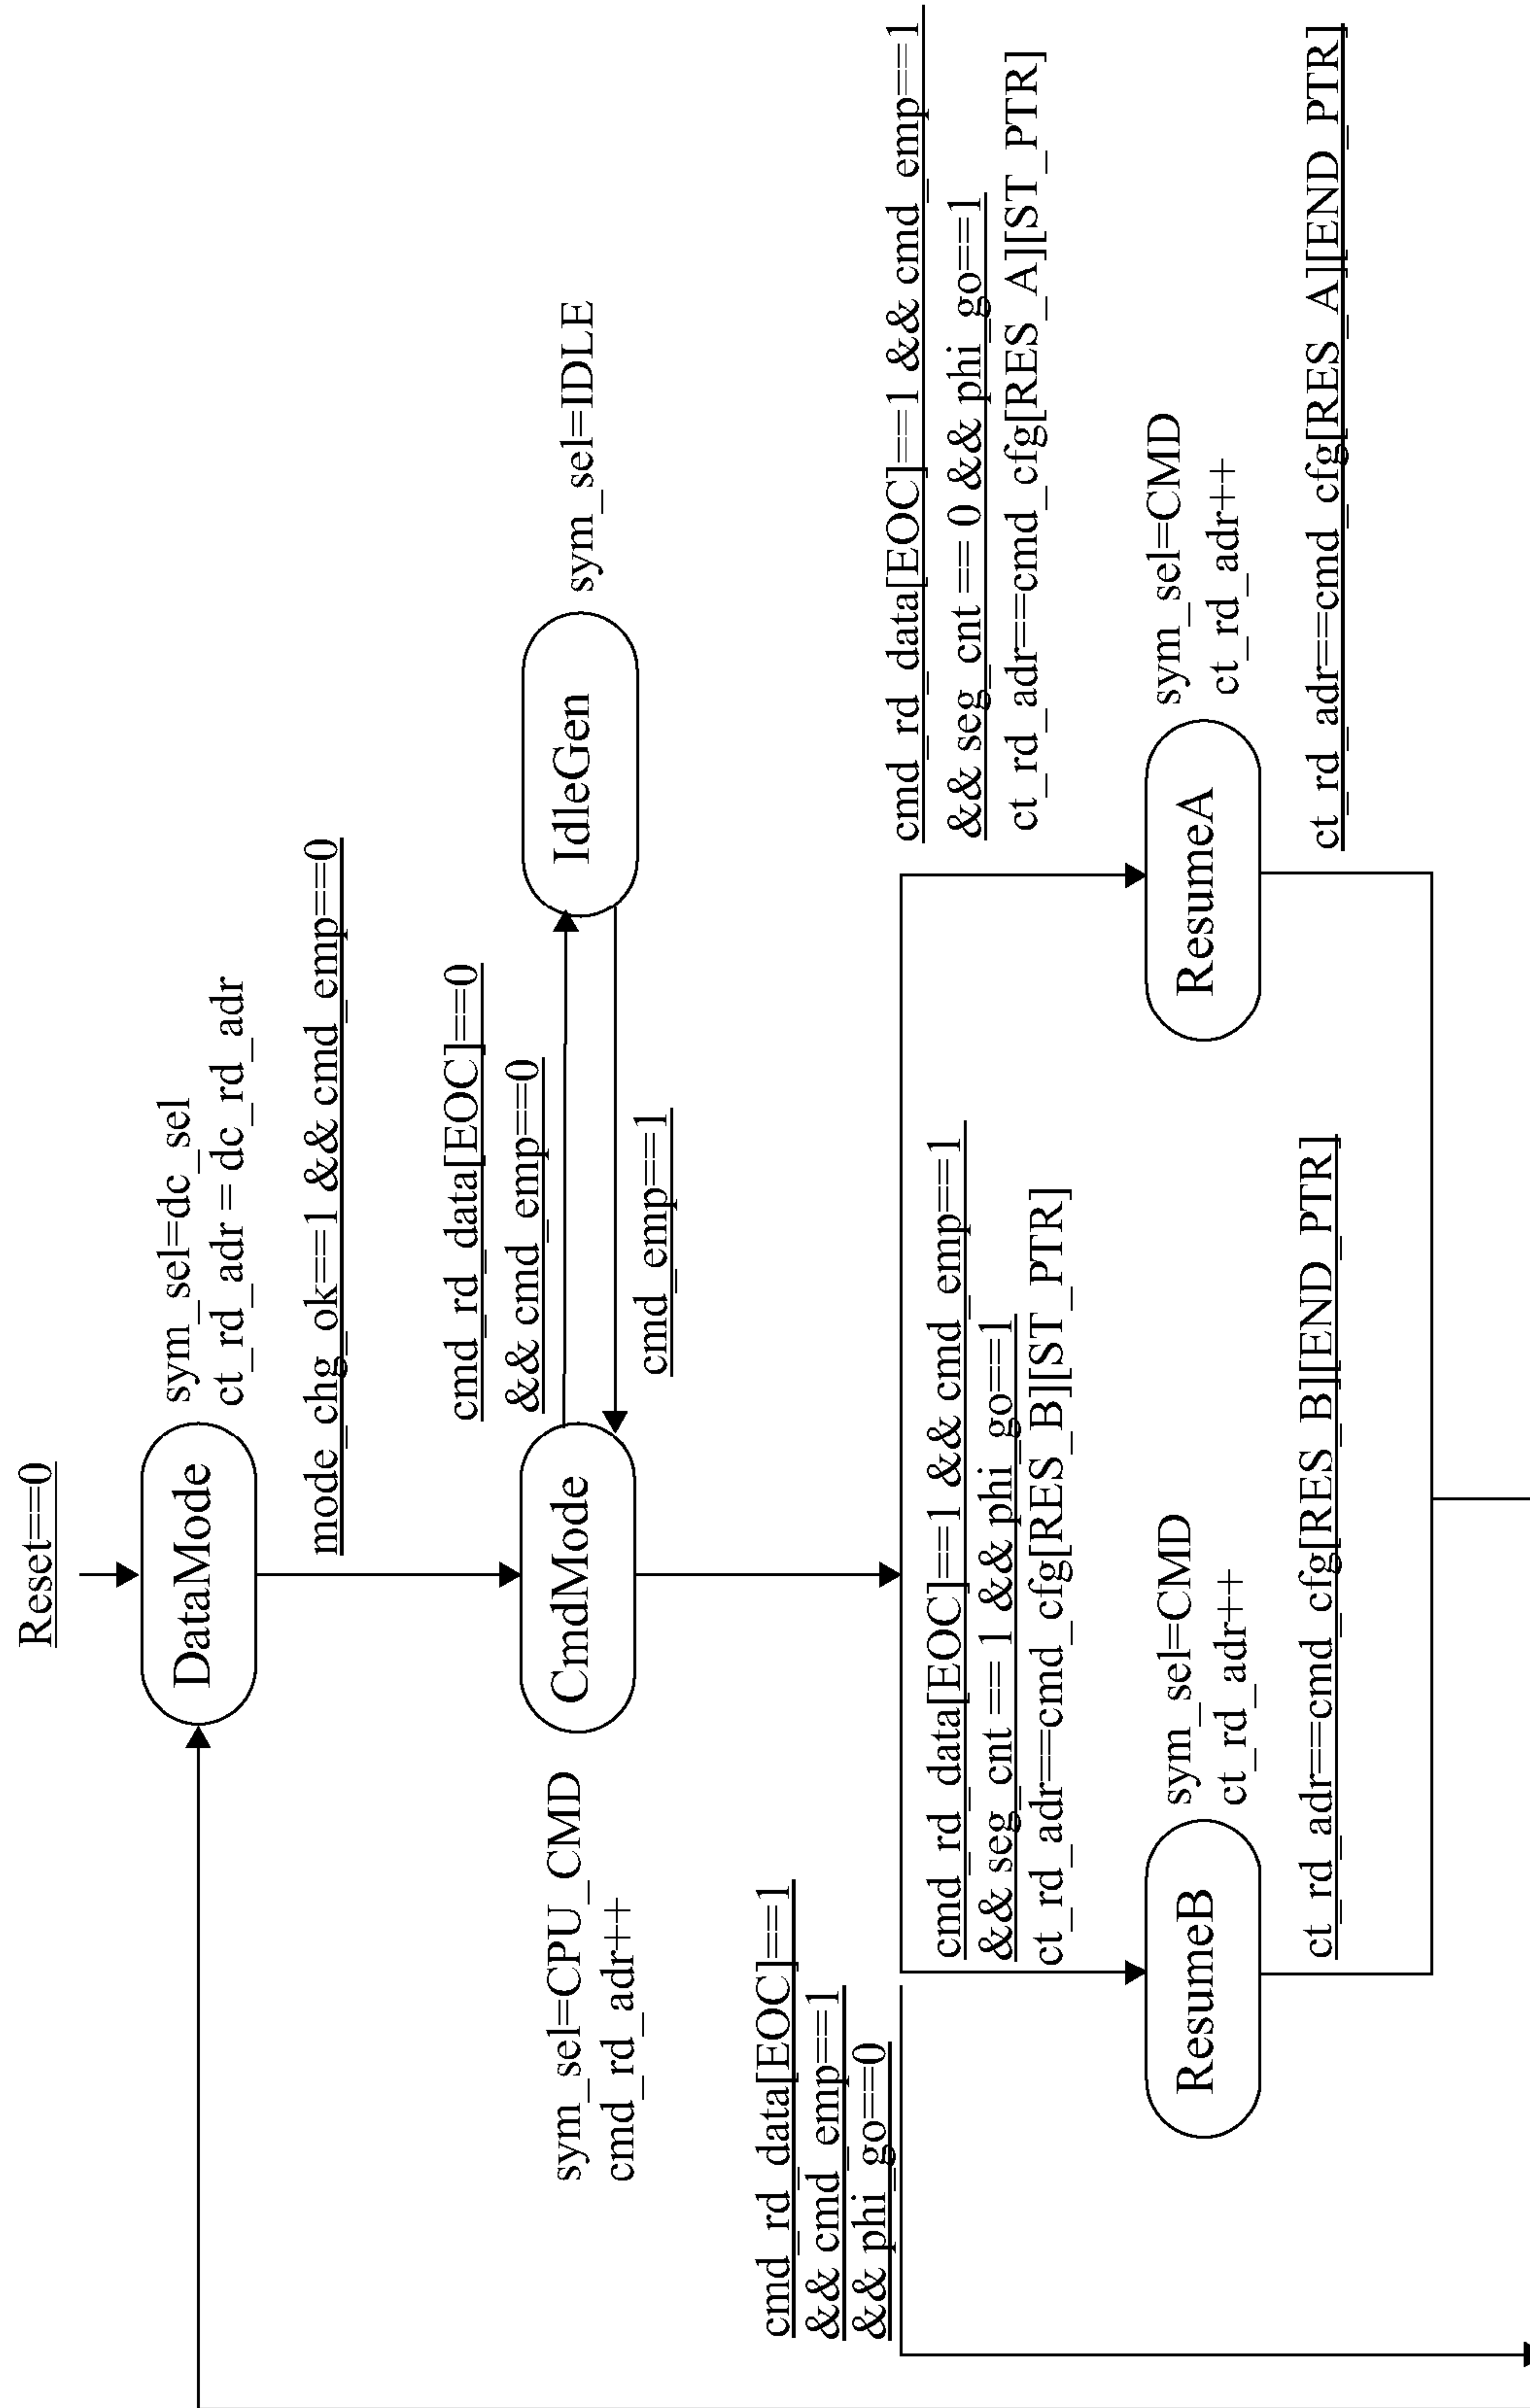 Reset==0
DataMode
sym_sel=dc_sel
ct_rd_adr = dc_rd_adr
mode_chg_ok==1 && cmd_emp==0
cmd_rd_data[EOC]==0
&& cmd_emp==0
CmdMode
sym_sel=CPU_CMD
cmd_rd_adr++
IdleGen
sym_sel=IDLE
cmd_emp==1
cmd_rd_data[EOC]==1
&& cmd_emp==1
&& phi_go==0
cmd_rd_data[EOC]==1 && cmd_emp==1
&& seg_cnt == 1 && phi_go==1
ct_rd_adr==cmd_cfg[RES_B][ST_PTR]
cmd_rd_data[EOC]==1 && cmd_emp==1
&& seg_cnt == 0 && phi_go==1
ct_rd_adr==cmd_cfg[RES_A][ST_PTR]
ResumeB
sym_sel=CMD
ct_rd_adr++
ResumeA
sym_sel=CMD
ct_rd_adr++
ct_rd_adr==cmd_cfg[RES_B][END_PTR]
ct_rd_adr==cmd_cfg[RES_A][END_PTR]